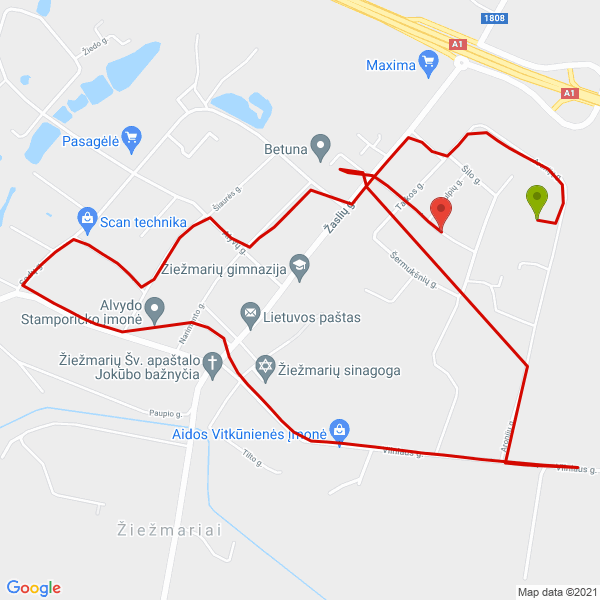 1808
A1
Maxima
A1
Žiedo g.
Pasagėlė
Betuna
Šilo g.
Taikos g.
Šiaurės g.
Žaslių g.
Scan technika
Žiežmarių gimnazija
Šermukšnių g.
Alvydo
Stamporicko įmonė
Narimanto g.
Lietuvos paštas
Žiežmarių Šv. apaštalo
Jokūbo bažnyčia
Žiežmarių sinagoga
Paupio g.
Aidos Vitkūnienės įmonė
Tilto g.
Vilniaus g.
Vilniaus g.
Žiežmariai
Google
Map data ©2021